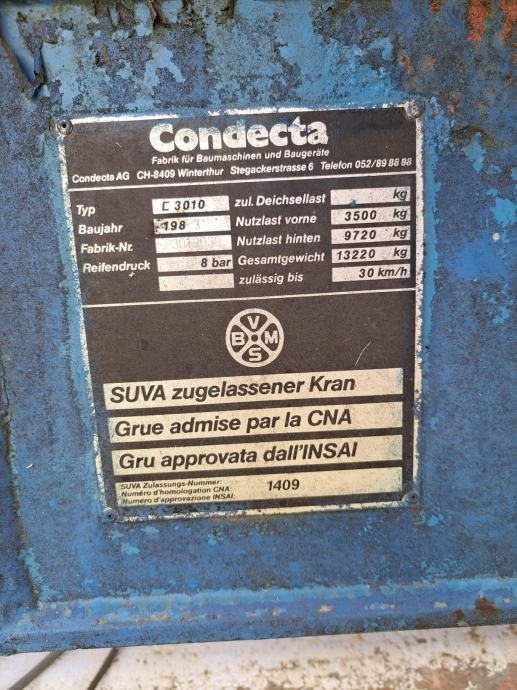 Condecta
Fabrik für Baumaschinen und Baugeräte
Condecta AG CH-8409 Winterthur Stegackerstrasse 6 Telefon 052/89 88 88
Typ E 3010 zul. Deichsellast kg
Baujahr 1983 Nutzlast vorne 3500 kg
Fabrik-Nr. Nutzlast hinten 9720 kg
Reifendruck 8 bar Gesamtgewicht 13220 kg
zulässig bis 30 km/h
V
B M
S
SUVA zugelassener Kran
Grue admise par la CNA
Gru approvata dall'INSAI
SUVA Zulassungs-Nummer:
Numéro d'homologation CNA: 1409
Numero d'approvazione INSAI: